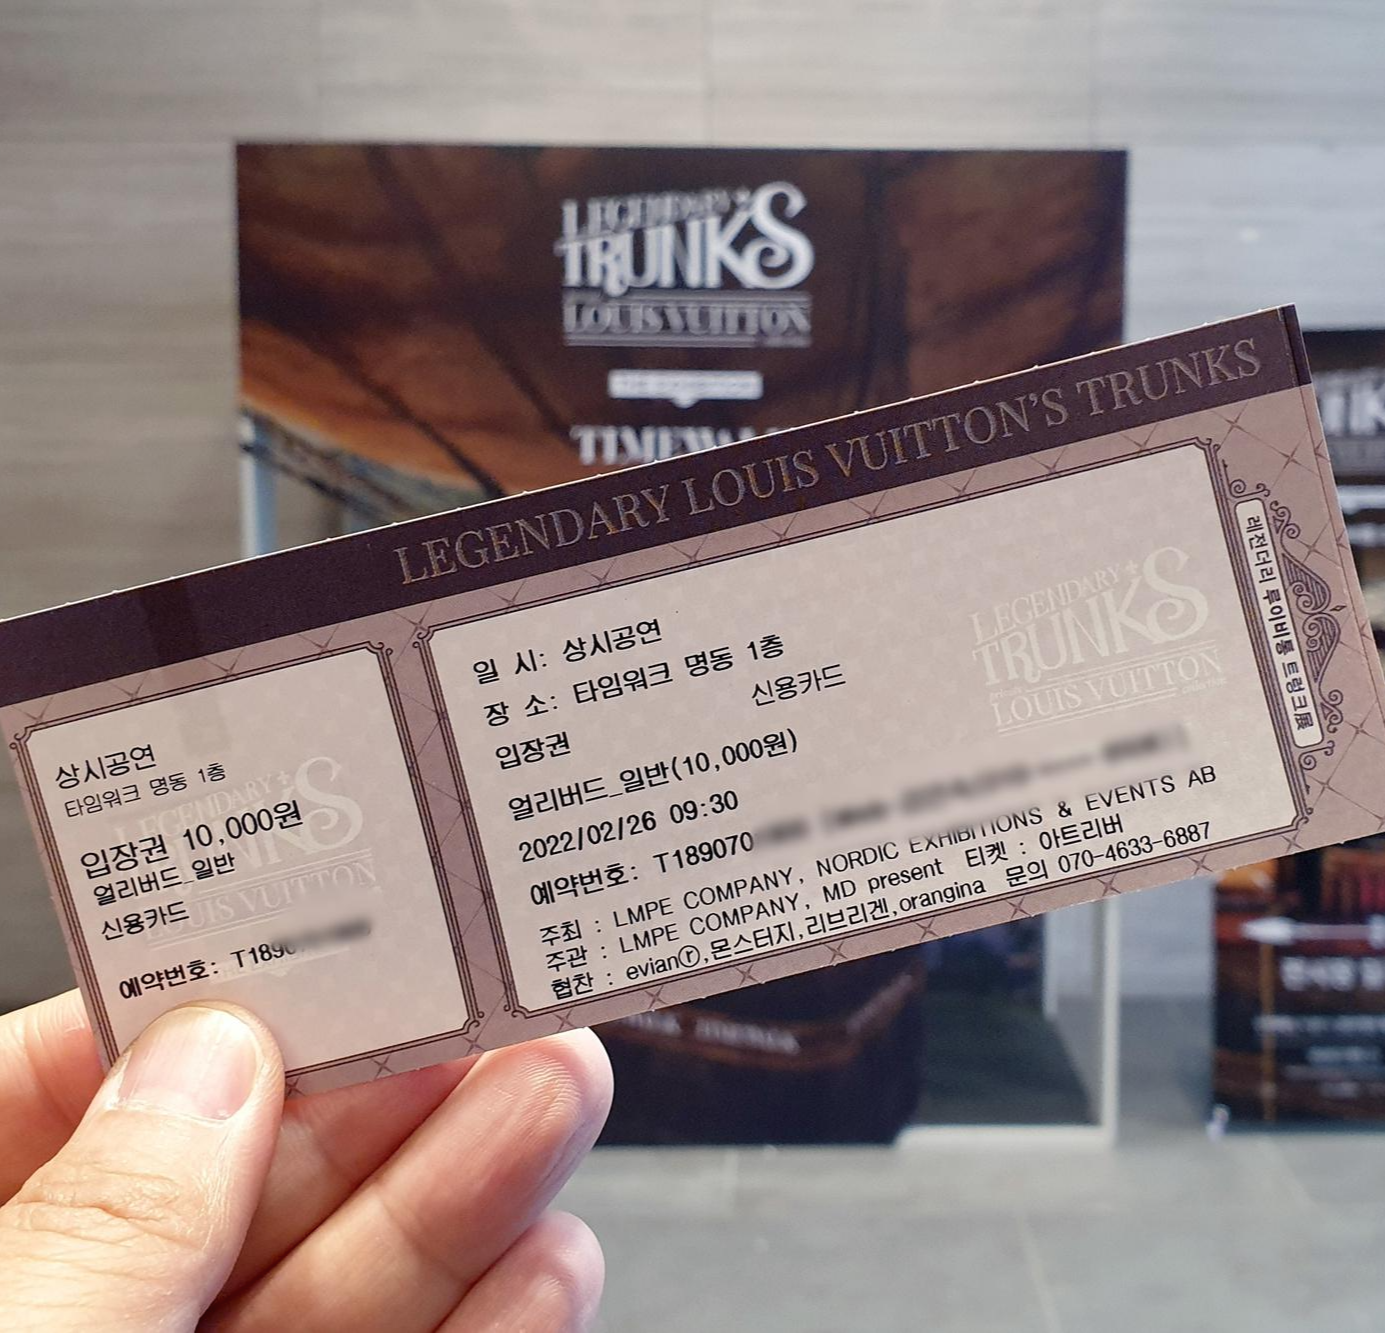 LEGENDARY
TRUNKS
LOUIS VUITTON
LEGENDARY LOUIS VUITTON'S TRUNKS
상시공연
타임워크 명동 1층
입장권 10,000원
얼리버드_일반
신용카드
예약번호: T1890
LEGENDARY
TRUNKS
LOUIS VUITTON
일 시: 상시공연
장 소: 타임워크 명동 1층
신용카드
입장권
얼리버드_일반(10,000원)
2022/02/26 09:30
예약번호: T189070
주최 : LMPE COMPANY, NORDIC EXHIBITIONS & EVENTS AB
주관 : LMPE COMPANY, MD present 티켓 : 아트리버
협찬 : evianⓡ,몬스터지,리브리겐,orangina 문의 070-4633-6887
LEGENDARY
TRUNKS
private collection
LOUIS VUITTON
레전더리 루이비통 트렁크展